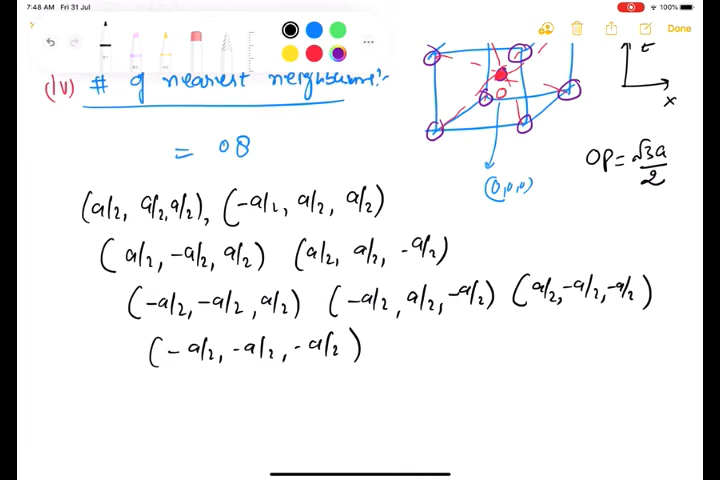 7:48 AM Fri 31 Jul
100%
Done
(iv) # of nearest neighbours:
= 08
t
x
OP = √3a/2
(0,0,0)
(a/2, a/2, a/2), (-a/2, a/2, a/2)
(a/2, -a/2, a/2) (a/2, a/2, -a/2)
(-a/2, -a/2, a/2) (-a/2, a/2, -a/2) (a/2, -a/2, -a/2)
(-a/2, -a/2, -a/2)